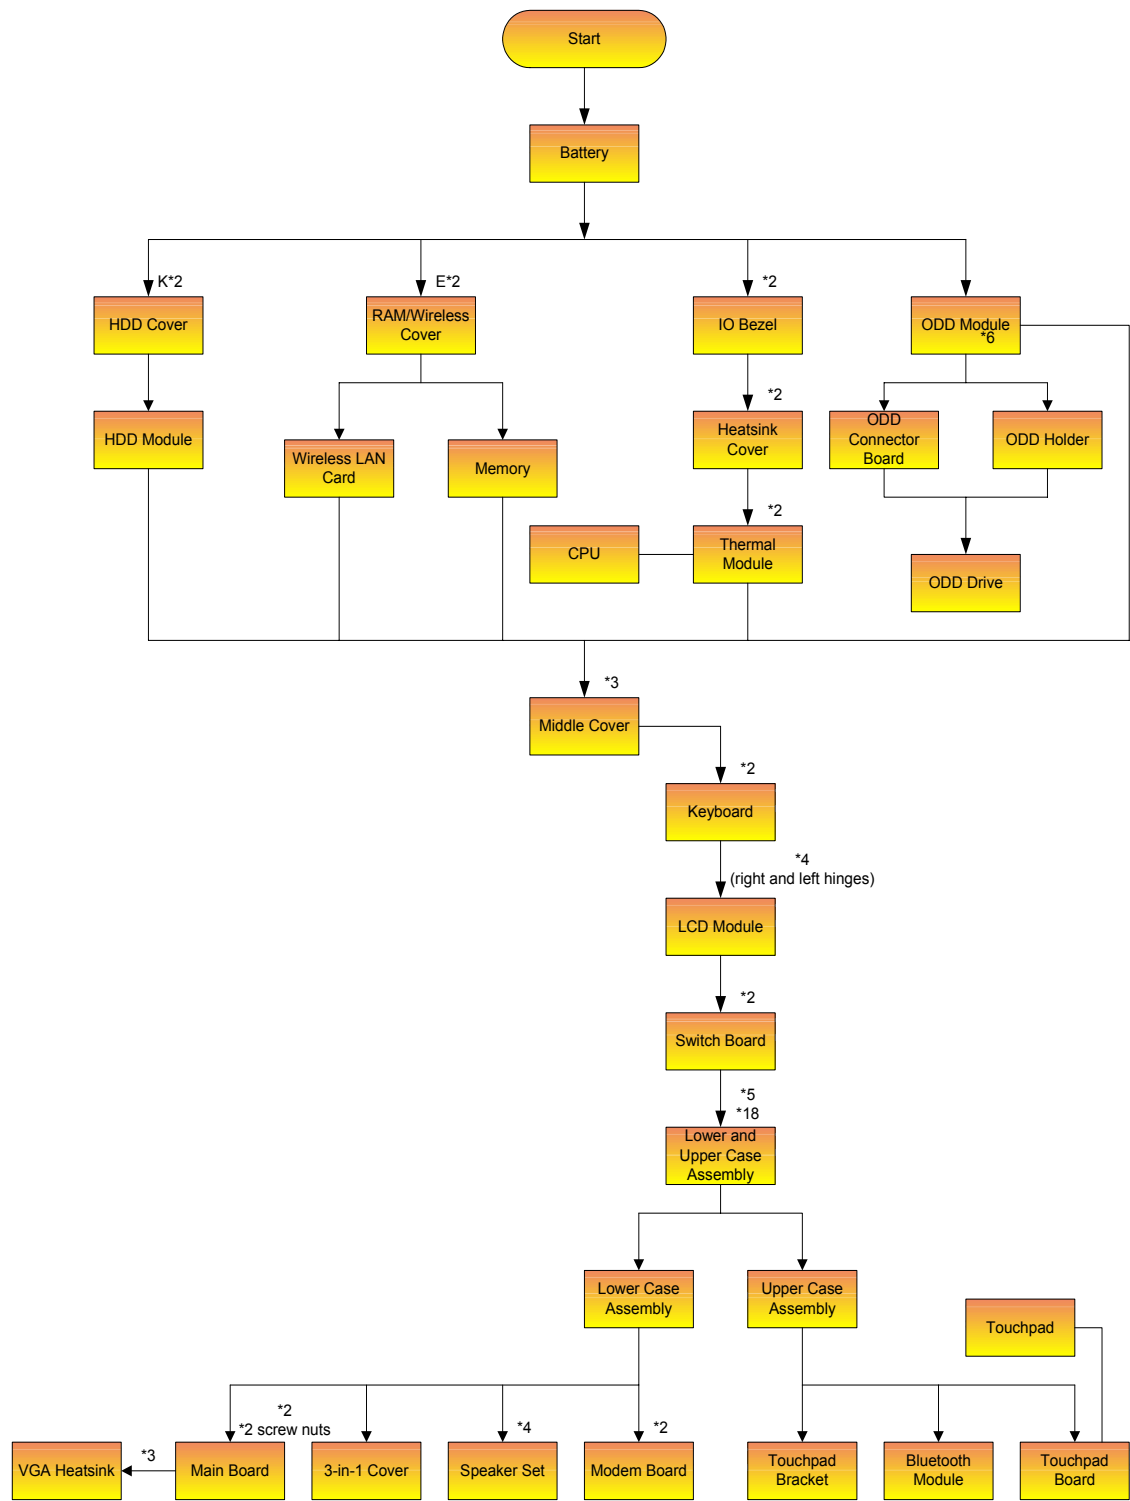 Start
Battery
K*2
E*2
*2
HDD Cover
RAM/Wireless
Cover
IO Bezel
ODD Module
*6
*2
HDD Module
Wireless LAN
Card
Memory
Heatsink
Cover
ODD
Connector
Board
ODD Holder
*2
CPU
Thermal
Module
ODD Drive
*3
Middle Cover
*2
Keyboard
*4
(right and left hinges)
LCD Module
*2
Switch Board
*5
*18
Lower and
Upper Case
Assembly
Lower Case
Assembly
Upper Case
Assembly
Touchpad
*2
*2 screw nuts
*4
*2
VGA Heatsink
*3
Main Board
3-in-1 Cover
Speaker Set
Modem Board
Touchpad
Bracket
Bluetooth
Module
Touchpad
Board